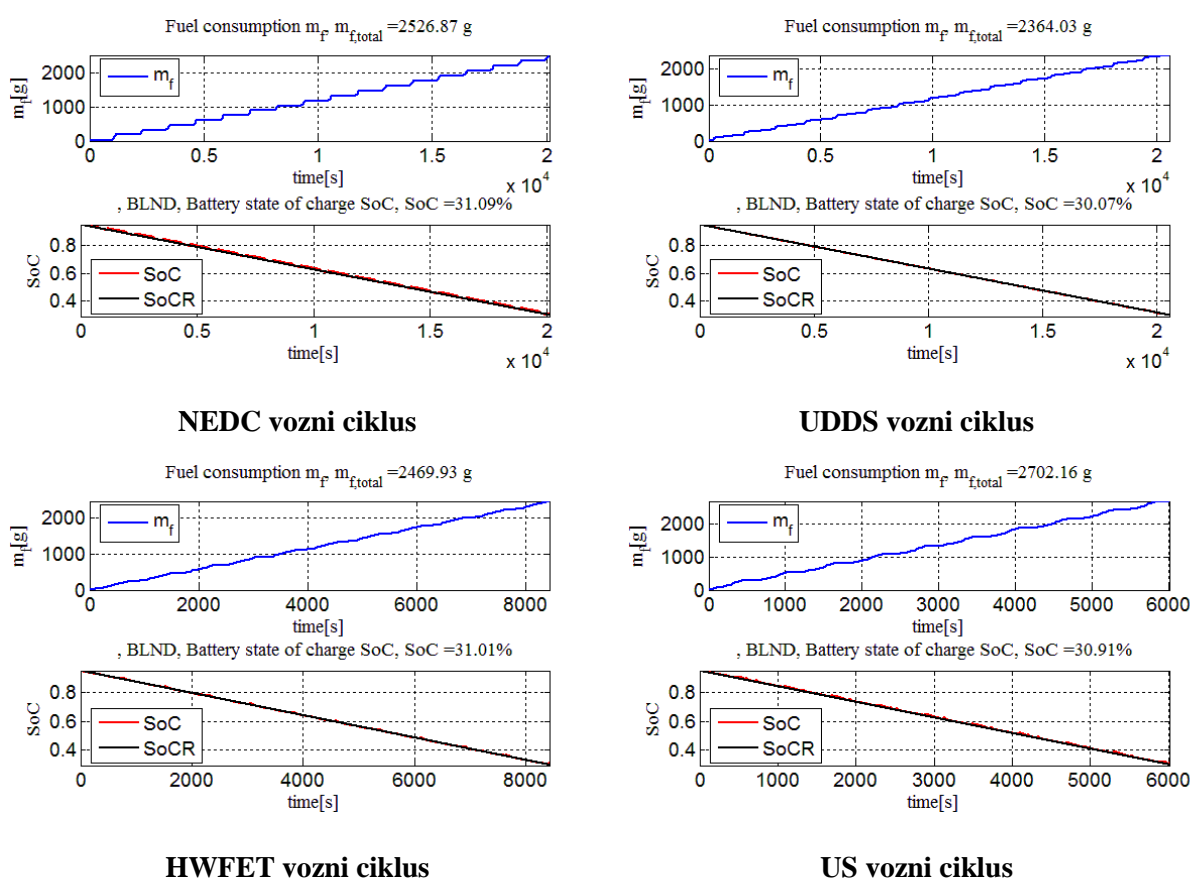 Fuel consumption m_f, m_f,total =2526.87 g
m_f[g]
2000
1000
0
m_f
0 0.5 1 1.5 2
time[s]
x 10^4
, BLND, Battery state of charge SoC, SoC =31.09%
SoC
0.8
0.6
0.4
SoC
SoCR
0 0.5 1 1.5 2
time[s]
x 10^4
NEDC vozni ciklus
Fuel consumption m_f, m_f,total =2364.03 g
m_f[g]
2000
1000
0
m_f
0 0.5 1 1.5 2
time[s]
x 10^4
, BLND, Battery state of charge SoC, SoC =30.07%
SoC
0.8
0.6
0.4
SoC
SoCR
0 0.5 1 1.5 2
time[s]
x 10^4
UDDS vozni ciklus
Fuel consumption m_f, m_f,total =2469.93 g
m_f[g]
2000
1000
0
m_f
0 2000 4000 6000 8000
time[s]
, BLND, Battery state of charge SoC, SoC =31.01%
SoC
0.8
0.6
0.4
SoC
SoCR
0 2000 4000 6000 8000
time[s]
HWFET vozni ciklus
Fuel consumption m_f, m_f,total =2702.16 g
m_f[g]
2000
1000
0
m_f
0 1000 2000 3000 4000 5000 6000
time[s]
, BLND, Battery state of charge SoC, SoC =30.91%
SoC
0.8
0.6
0.4
SoC
SoCR
0 1000 2000 3000 4000 5000 6000
time[s]
US vozni ciklus